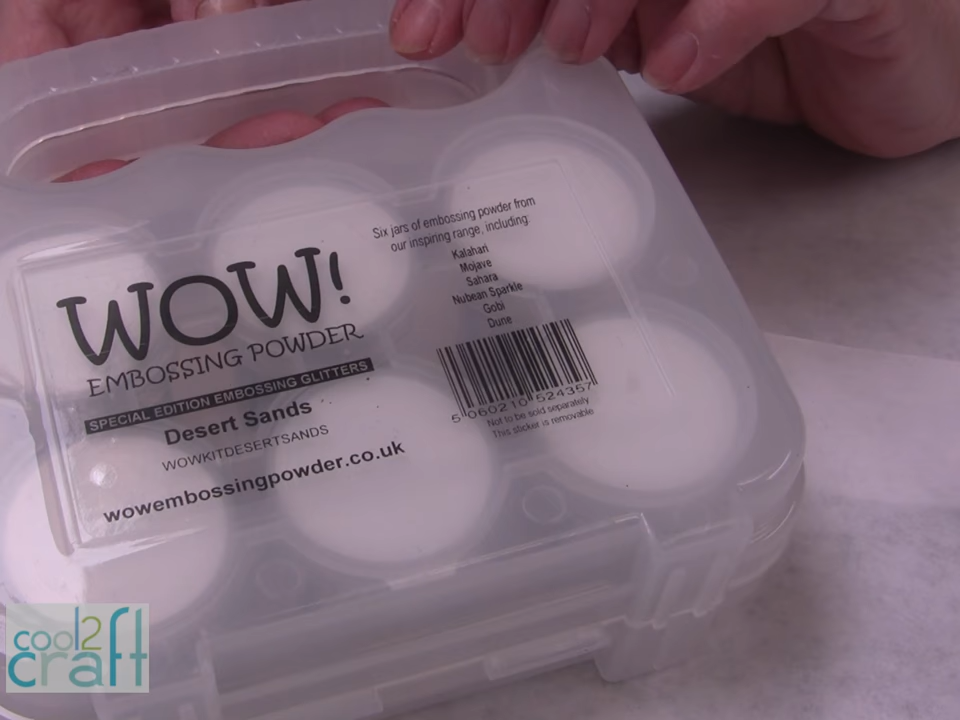 WOW!
EMBOSSING POWDER
SPECIAL EDITION EMBOSSING GLITTERS
Desert Sands
WOWKITDESERTSANDS
wowembossingpowder.co.uk
Six jars of embossing powder from
our inspiring range, including:
Kalahari
Mojave
Sahara
Nubean Sparkle
Gobi
Dune
5 060210 524357
Not to be sold separately
This sticker is removable
cool2
craft